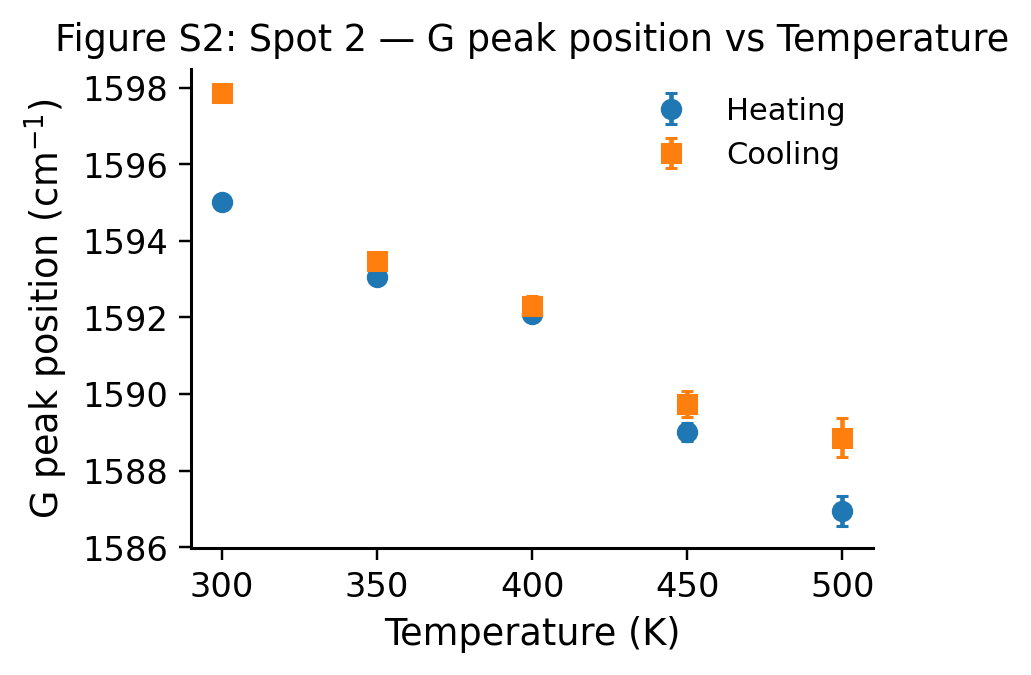 Figure S2: Spot 2 — G peak position vs Temperature
G peak position (cm⁻¹)
1598
1596
1594
1592
1590
1588
1586
Heating
Cooling
300 350 400 450 500
Temperature (K)